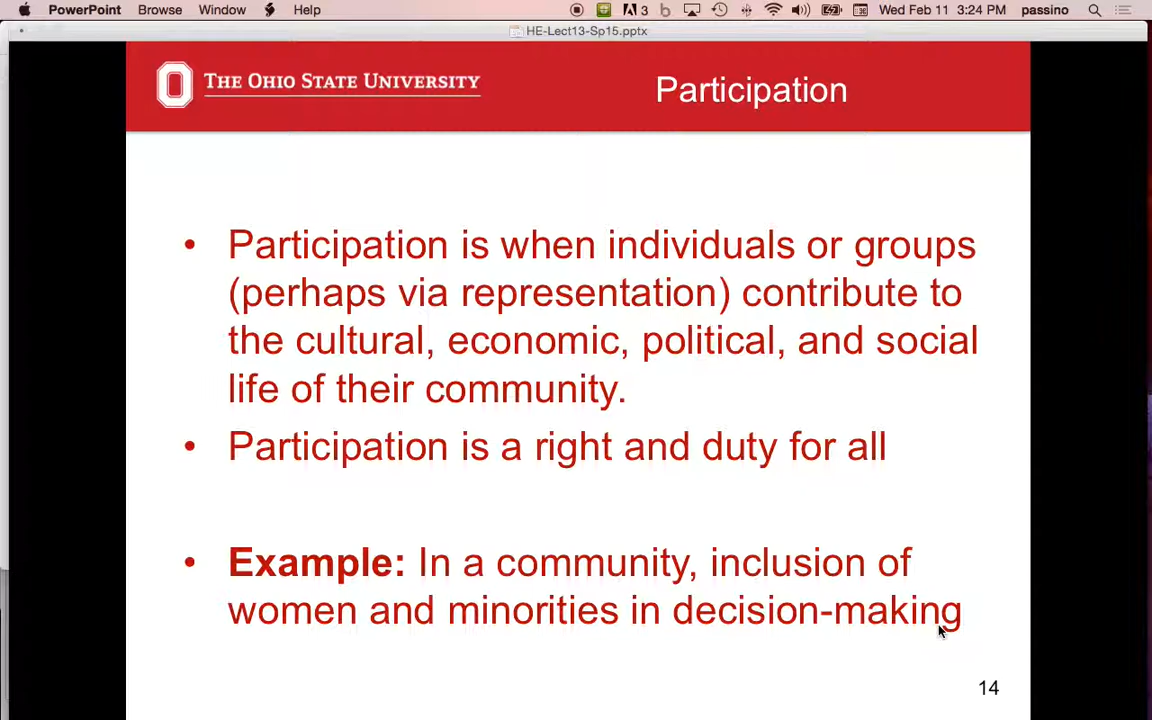 PowerPoint Browse Window Help 3 Wed Feb 11 3:24 PM passino
HE-Lect13-Sp15.pptx
THE OHIO STATE UNIVERSITY
Participation
• Participation is when individuals or groups
(perhaps via representation) contribute to
the cultural, economic, political, and social
life of their community.
• Participation is a right and duty for all
• Example: In a community, inclusion of
women and minorities in decision-making
14